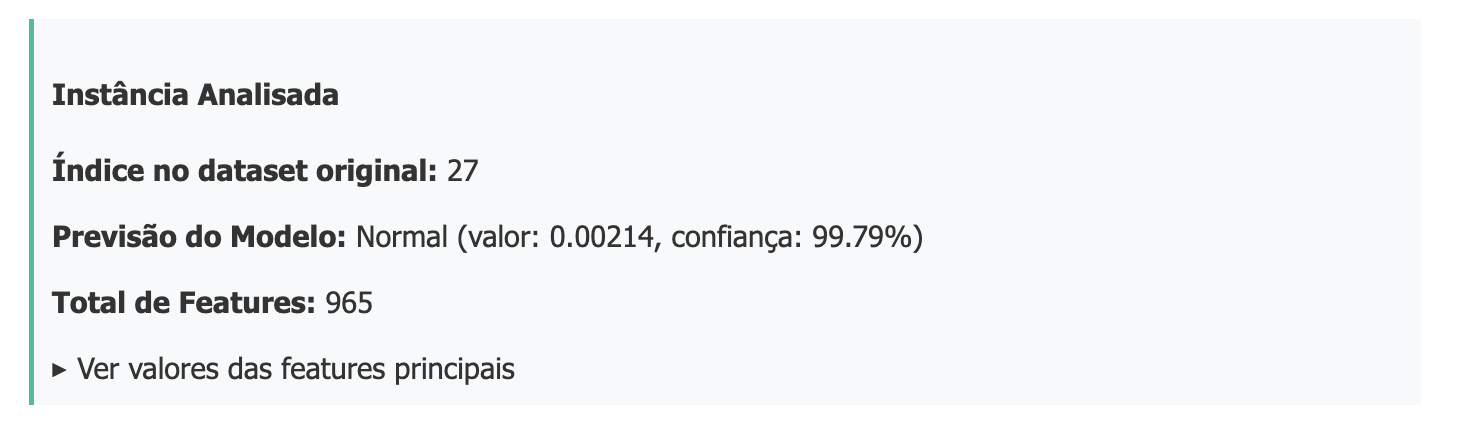 Instância Analisada
Índice no dataset original: 27
Previsão do Modelo: Normal (valor: 0.00214, confiança: 99.79%)
Total de Features: 965
▸ Ver valores das features principais